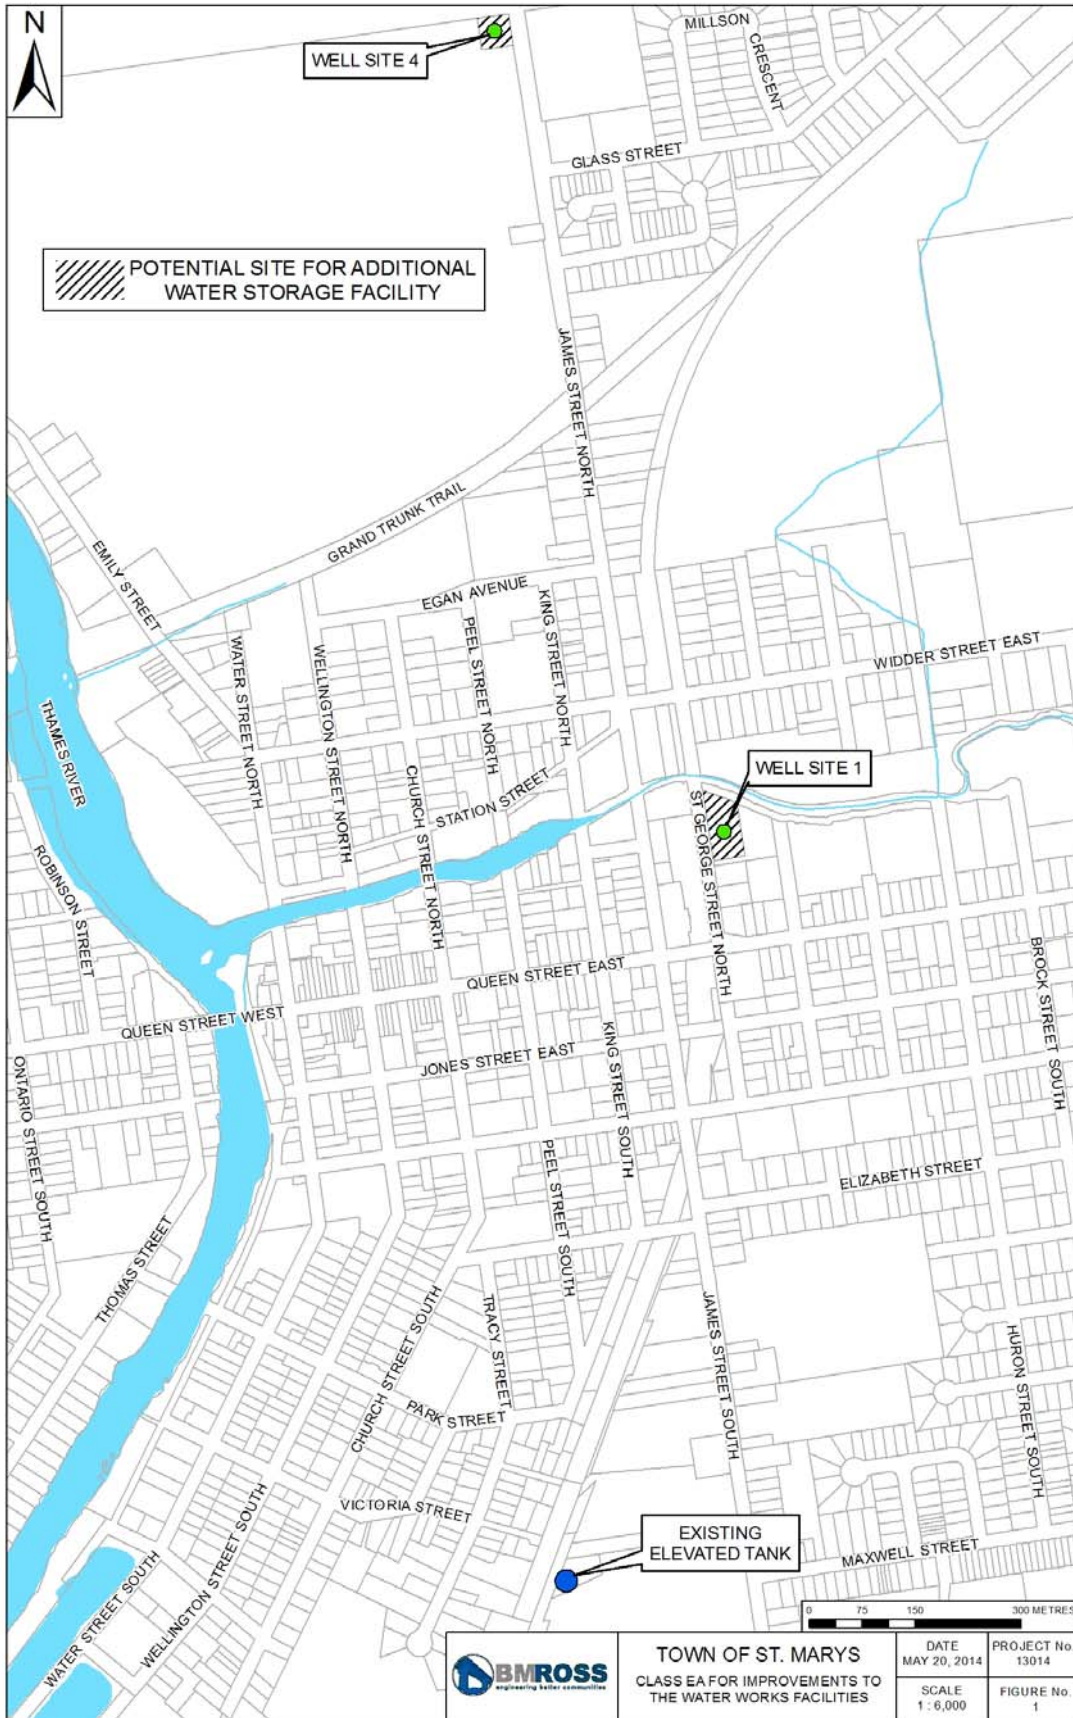 N
MILLSON
CRESCENT
WELL SITE 4
GLASS STREET
POTENTIAL SITE FOR ADDITIONAL
WATER STORAGE FACILITY
JAMES STREET NORTH
GRAND TRUNK TRAIL
EMILY STREET
EGAN AVENUE
KING STREET NORTH
PEEL STREET NORTH
WATER STREET NORTH
WELLINGTON STREET NORTH
WIDDER STREET EAST
THAMES RIVER
WELL SITE 1
CHURCH STREET NORTH
STATION STREET
ST GEORGE STREET NORTH
ROBINSON STREET
BROCK STREET SOUTH
QUEEN STREET EAST
QUEEN STREET WEST
KING STREET SOUTH
JONES STREET EAST
ONTARIO STREET SOUTH
PEEL STREET SOUTH
ELIZABETH STREET
THOMAS STREET
CHURCH STREET SOUTH
TRACY STREET
JAMES STREET SOUTH
HURON STREET SOUTH
PARK STREET
VICTORIA STREET
WELLINGTON STREET SOUTH
EXISTING
ELEVATED TANK
MAXWELL STREET
WATER STREET SOUTH
0 75 150 300 METRES
BMROSS
engineering better communities
TOWN OF ST. MARYS
CLASS EA FOR IMPROVEMENTS TO
THE WATER WORKS FACILITIES
DATE
MAY 20, 2014
PROJECT No.
13014
SCALE
1 : 6,000
FIGURE No.
1